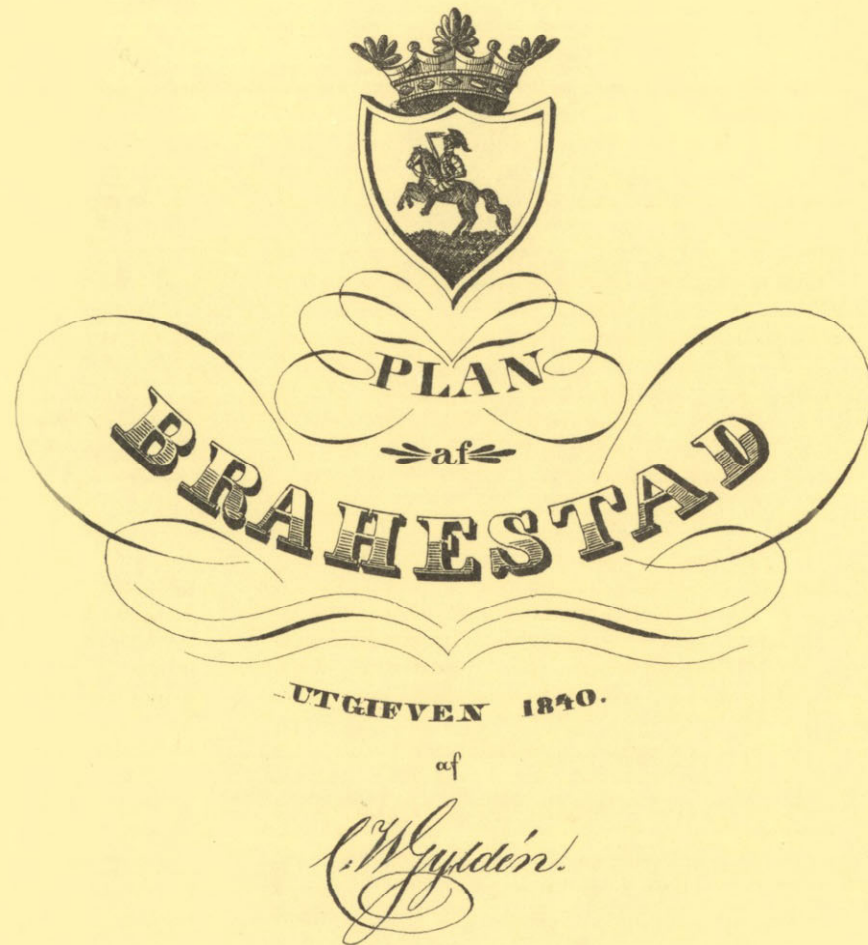 PLAN
af
BRAHESTAD
UTGIFVEN 1840.
af
C. W. Gyldén.